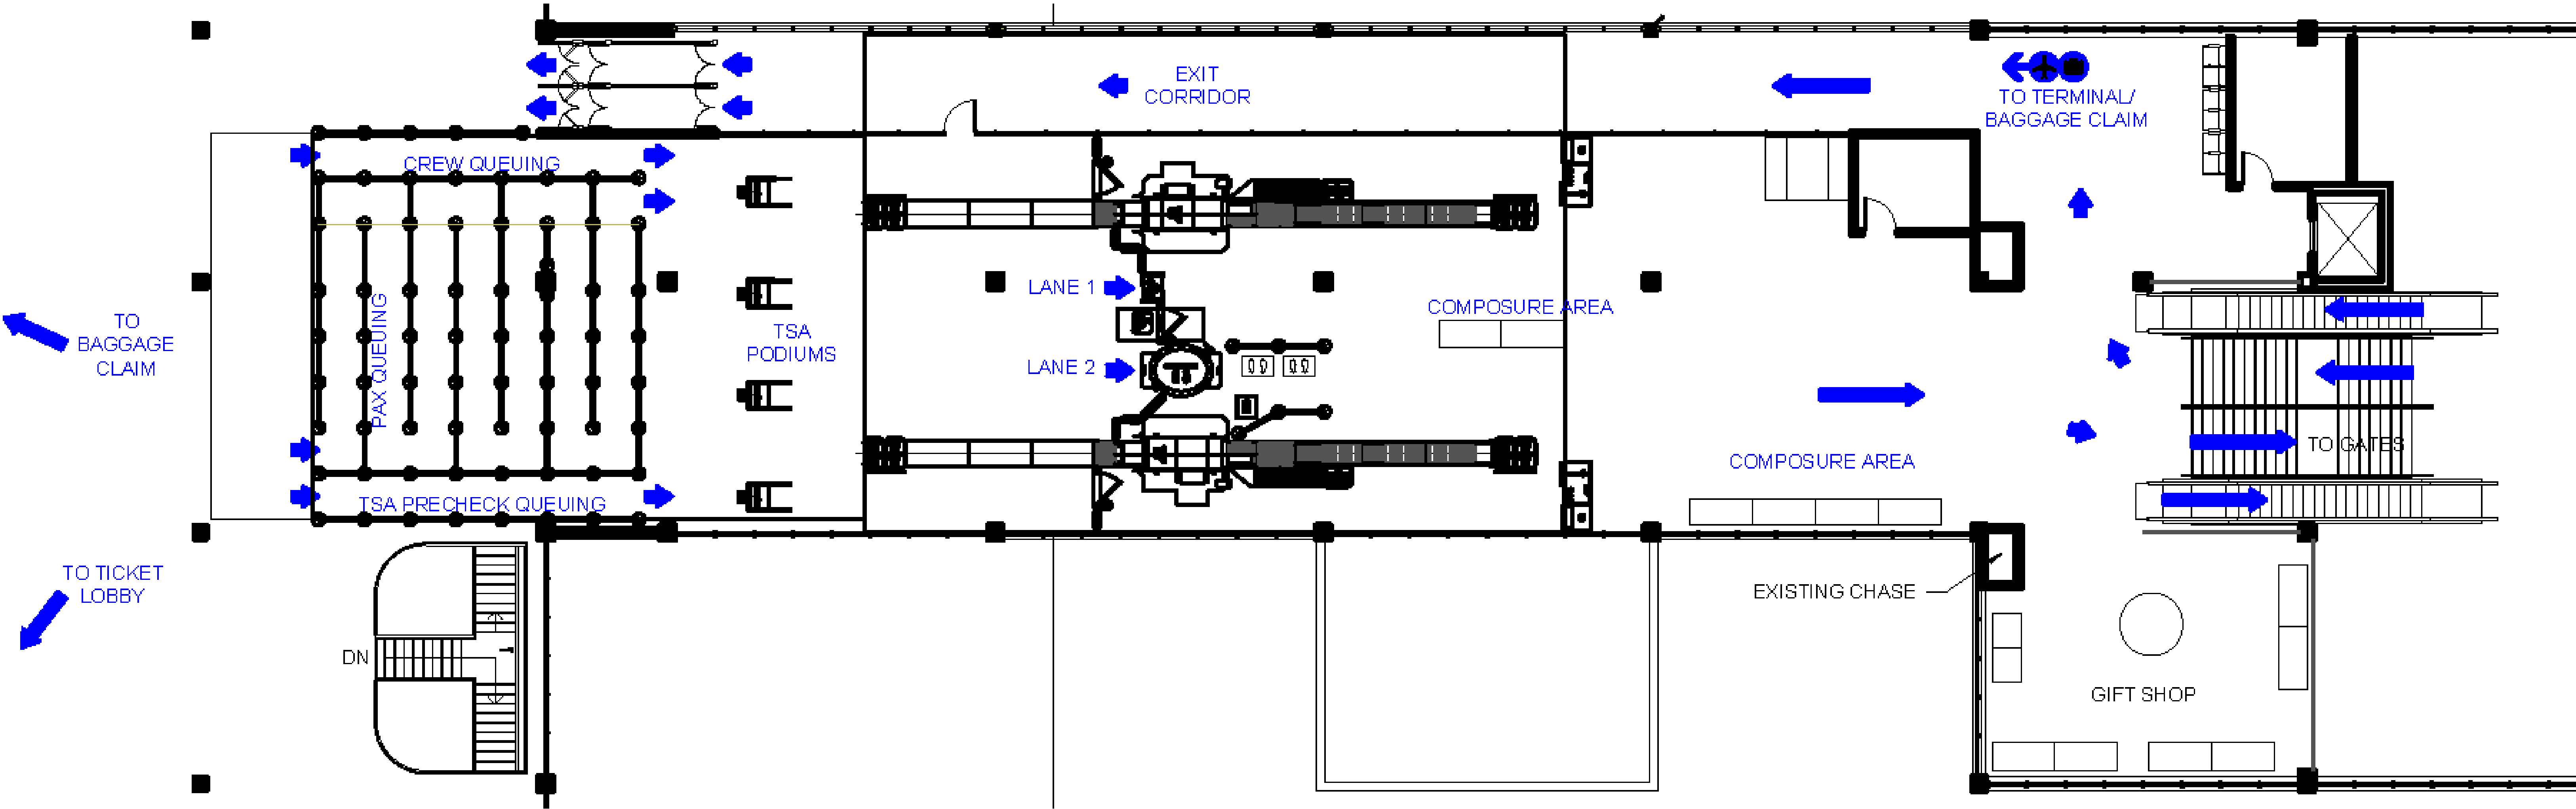 EXIT
CORRIDOR
TO TERMINAL/
BAGGAGE CLAIM
CREW QUEUING
LANE 1
COMPOSURE AREA
TO
BAGGAGE
CLAIM
PAX QUEUING
TSA
PODIUMS
LANE 2
TO GATES
COMPOSURE AREA
TSA PRECHECK QUEUING
TO TICKET
LOBBY
EXISTING CHASE
DN
GIFT SHOP